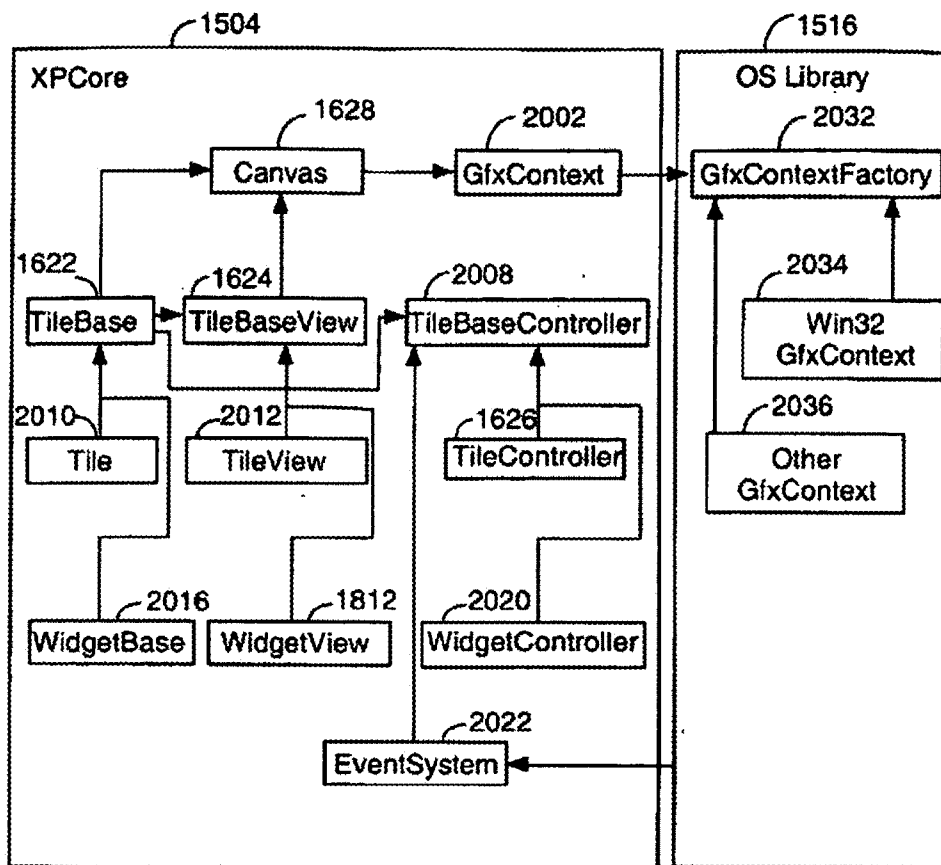 1504
1516
XPCore
OS Library
1628
2002
2032
Canvas
GfxContext
GfxContextFactory
1622
1624
2008
2034
TileBase
TileBaseView
TileBaseController
Win32
GfxContext
2010
2012
1626
2036
Tile
TileView
TileController
Other
GfxContext
2016
1812
2020
WidgetBase
WidgetView
WidgetController
2022
EventSystem